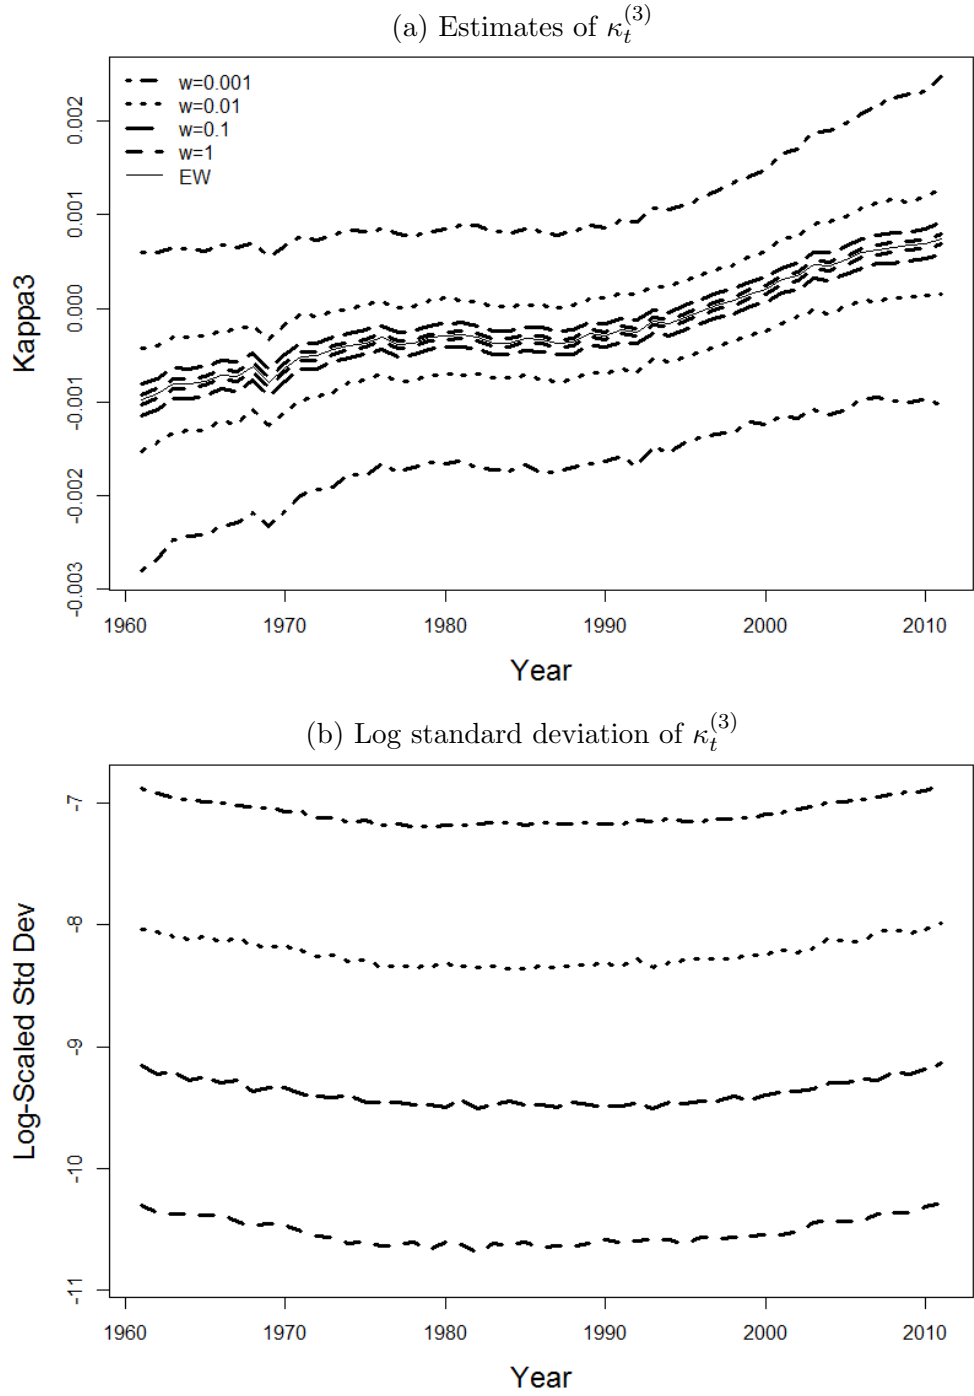 (a) Estimates of κ_t^{(3)}
w=0.001
w=0.01
w=0.1
w=1
EW
Kappa3
0.002
0.001
0.000
-0.001
-0.002
-0.003
1960 1970 1980 1990 2000 2010
Year
(b) Log standard deviation of κ_t^{(3)}
Log-Scaled Std Dev
-7
-8
-9
-10
-11
1960 1970 1980 1990 2000 2010
Year